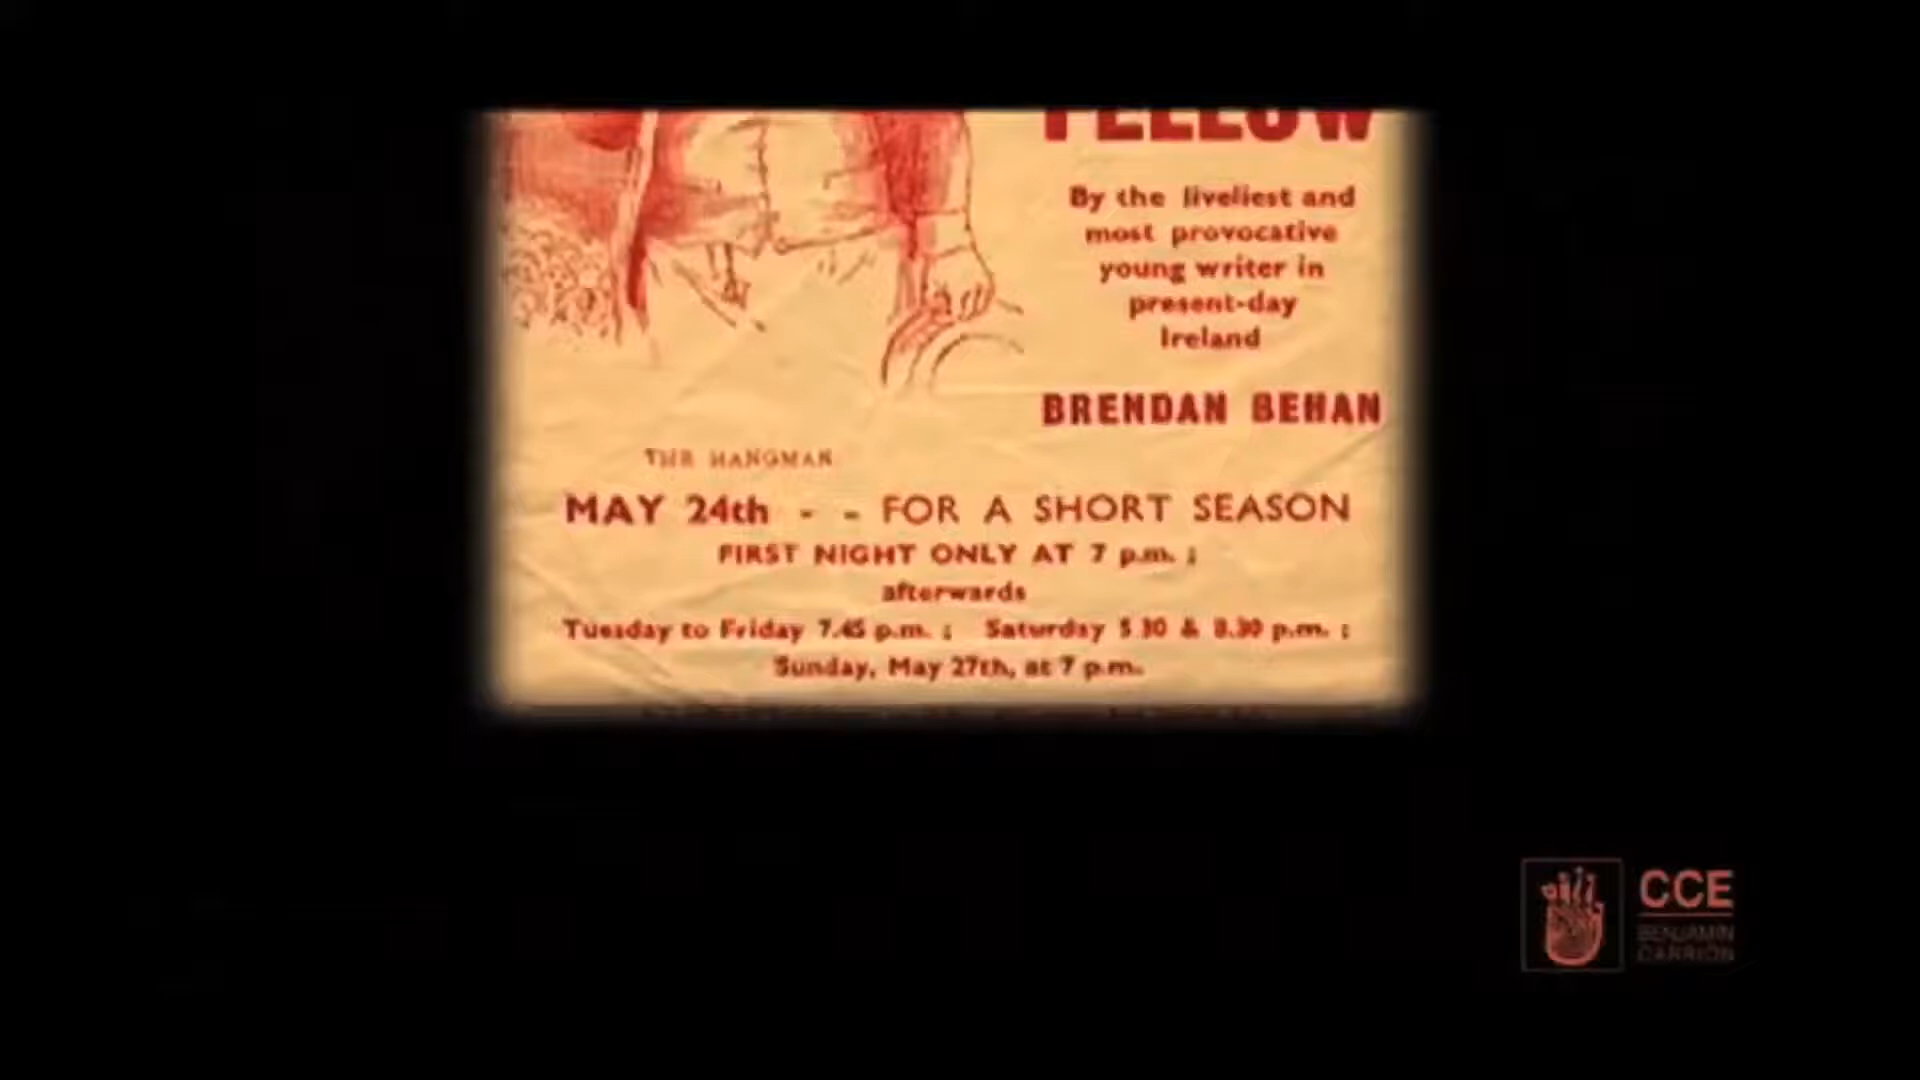 FELLOW
By the liveliest and
most provocative
young writer in
present-day
Ireland
BRENDAN BEHAN
THE HANGMAN
MAY 24th - - FOR A SHORT SEASON
FIRST NIGHT ONLY AT 7 p.m. ;
afterwards
Tuesday to Friday 7.45 p.m. ; Saturday 5.30 & 8.30 p.m. ;
Sunday, May 27th, at 7 p.m.
CCE
BENJAMIN
CARRIÓN